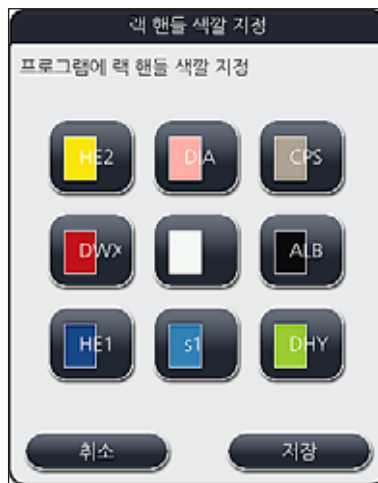 랙 핸들 색깔 지정
프로그램에 랙 핸들 색깔 지정
HE2 DIA CPS
DWX ALB
HE1 s1 DHY
취소 저장